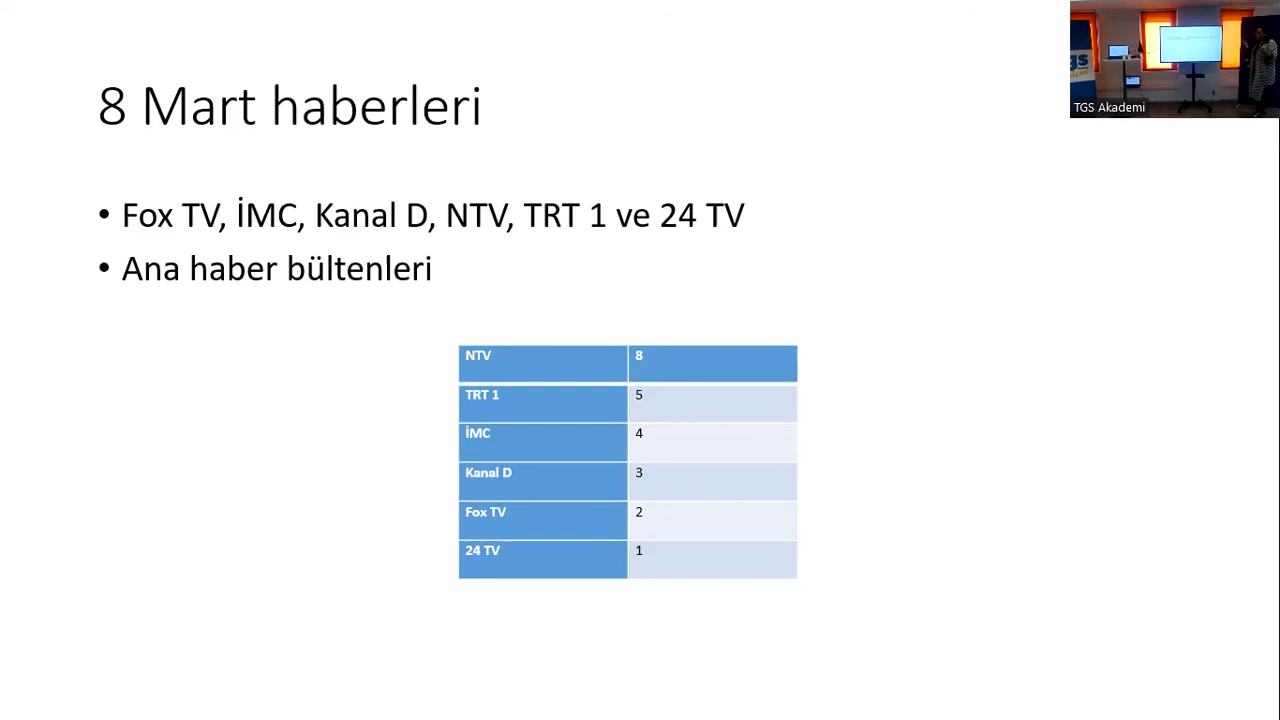 8 Mart haberleri
• Fox TV, İMC, Kanal D, NTV, TRT 1 ve 24 TV
• Ana haber bültenleri
NTV 8
TRT 1 5
İMC 4
Kanal D 3
Fox TV 2
24 TV 1
TGS Akademi